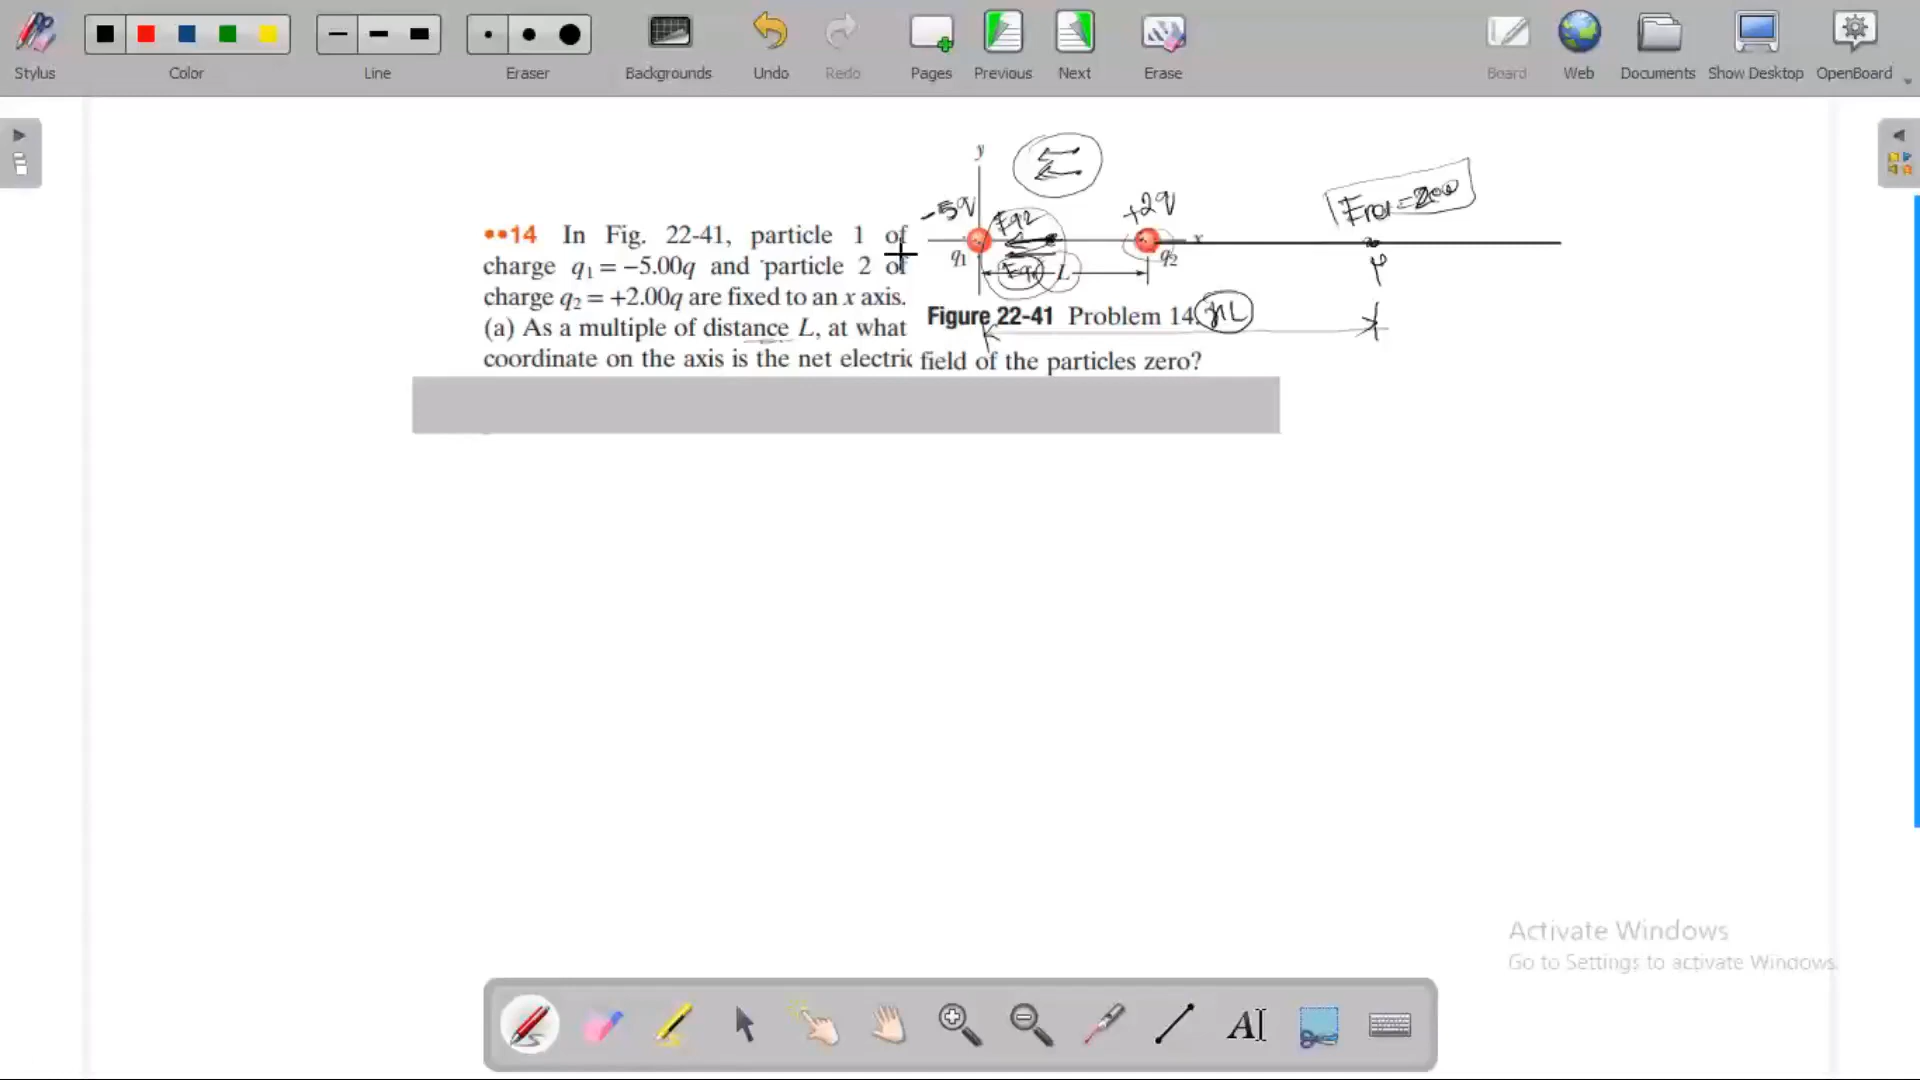 Stylus
Color
Line
Eraser
Backgrounds
Undo
Redo
Pages
Previous
Next
Erase
Board
Web
Documents
Show Desktop
OpenBoard
y
-5q
Eq2
+2q
q1
Eq1
L
q2
x
P
••14 In Fig. 22-41, particle 1 of
charge q1 = −5.00q and particle 2 of
charge q2 = +2.00q are fixed to an x axis.
(a) As a multiple of distance L, at what
coordinate on the axis is the net electric field of the particles zero?
Figure 22-41 Problem 14.
Activate Windows
Go to Settings to activate Windows.